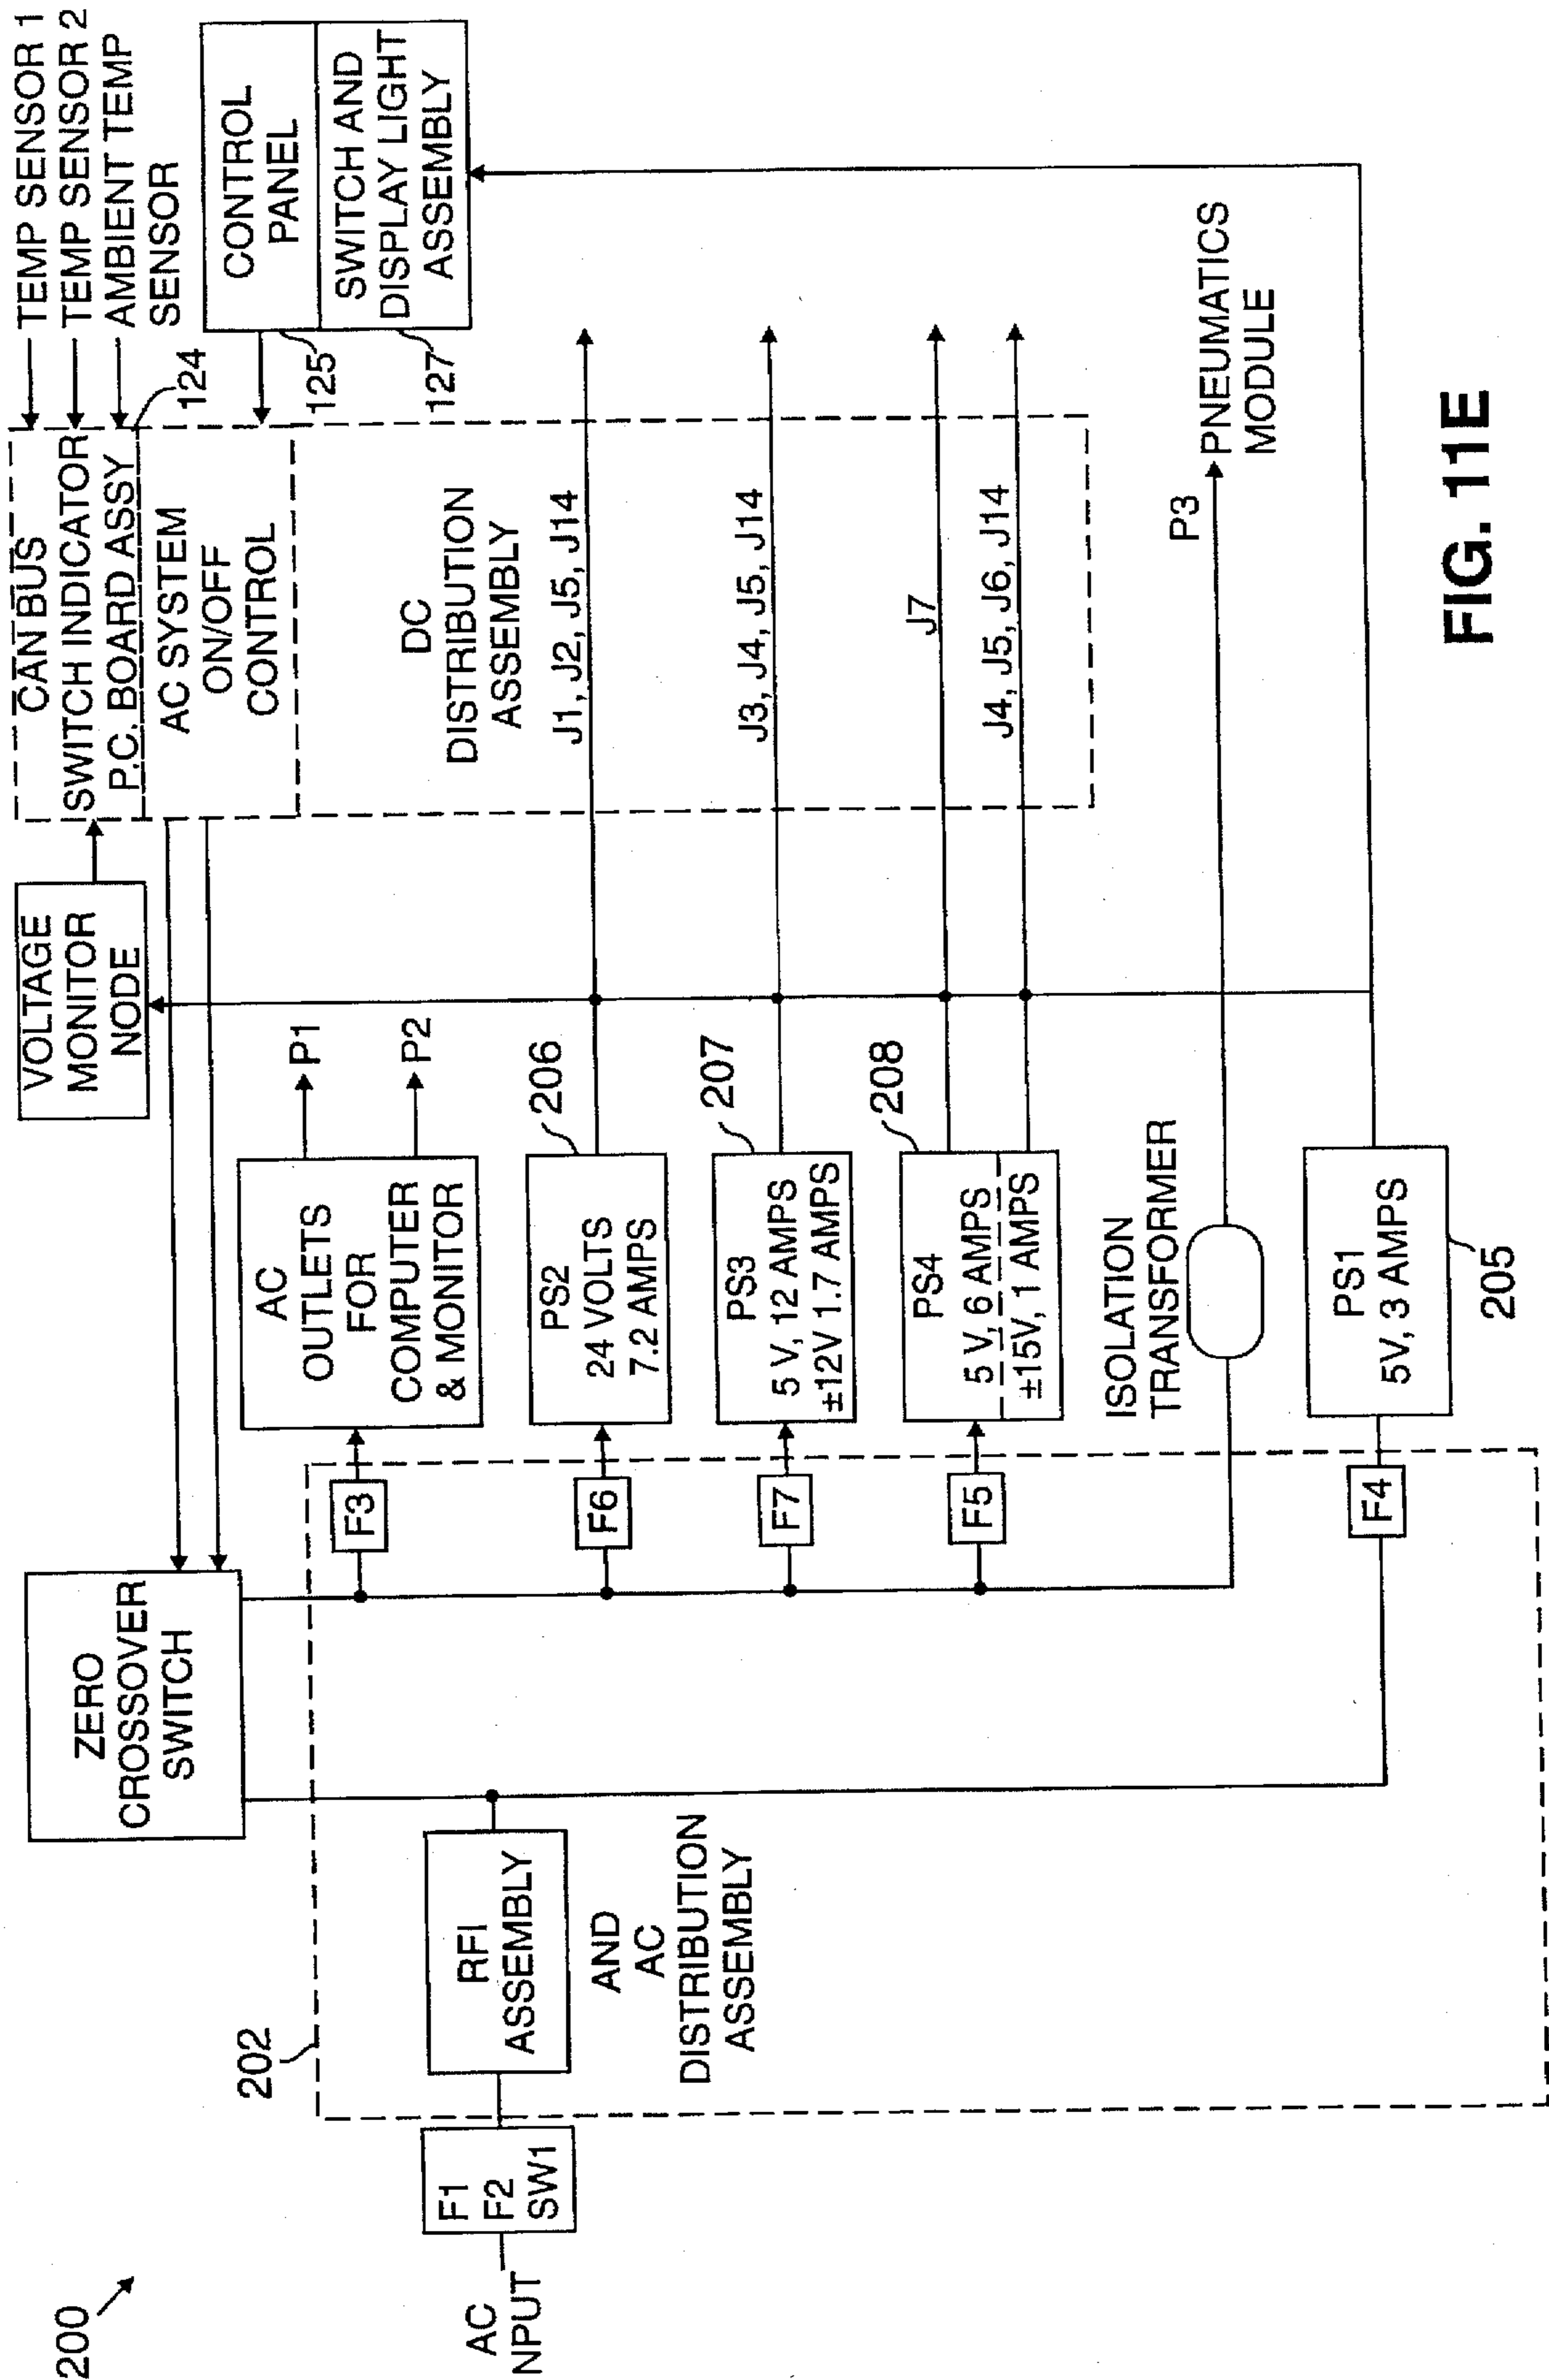 200
AC
NPUT
F1
F2
SW1
202
RFI
ASSEMBLY
AND
AC
DISTRIBUTION
ASSEMBLY
ZERO
CROSSOVER
SWITCH
F3
F6
F7
F5
F4
AC
OUTLETS
FOR
COMPUTER
& MONITOR
P1
P2
PS2
24 VOLTS
7.2 AMPS
206
PS3
5 V, 12 AMPS
±12V 1.7 AMPS
207
PS4
5 V, 6 AMPS
±15V, 1 AMPS
208
ISOLATION
TRANSFORMER
PS1
5V, 3 AMPS
205
VOLTAGE
MONITOR
NODE
CAN BUS
SWITCH INDICATOR
P.C. BOARD ASSY
AC SYSTEM
ON/OFF
CONTROL
DC
DISTRIBUTION
ASSEMBLY
J1, J2, J5, J14
J3, J4, J5, J14
J7
J4, J5, J6, J14
P3
PNEUMATICS
MODULE
TEMP SENSOR 1
TEMP SENSOR 2
AMBIENT TEMP
SENSOR
124
CONTROL
PANEL
125
SWITCH AND
DISPLAY LIGHT
ASSEMBLY
127
FIG. 11E